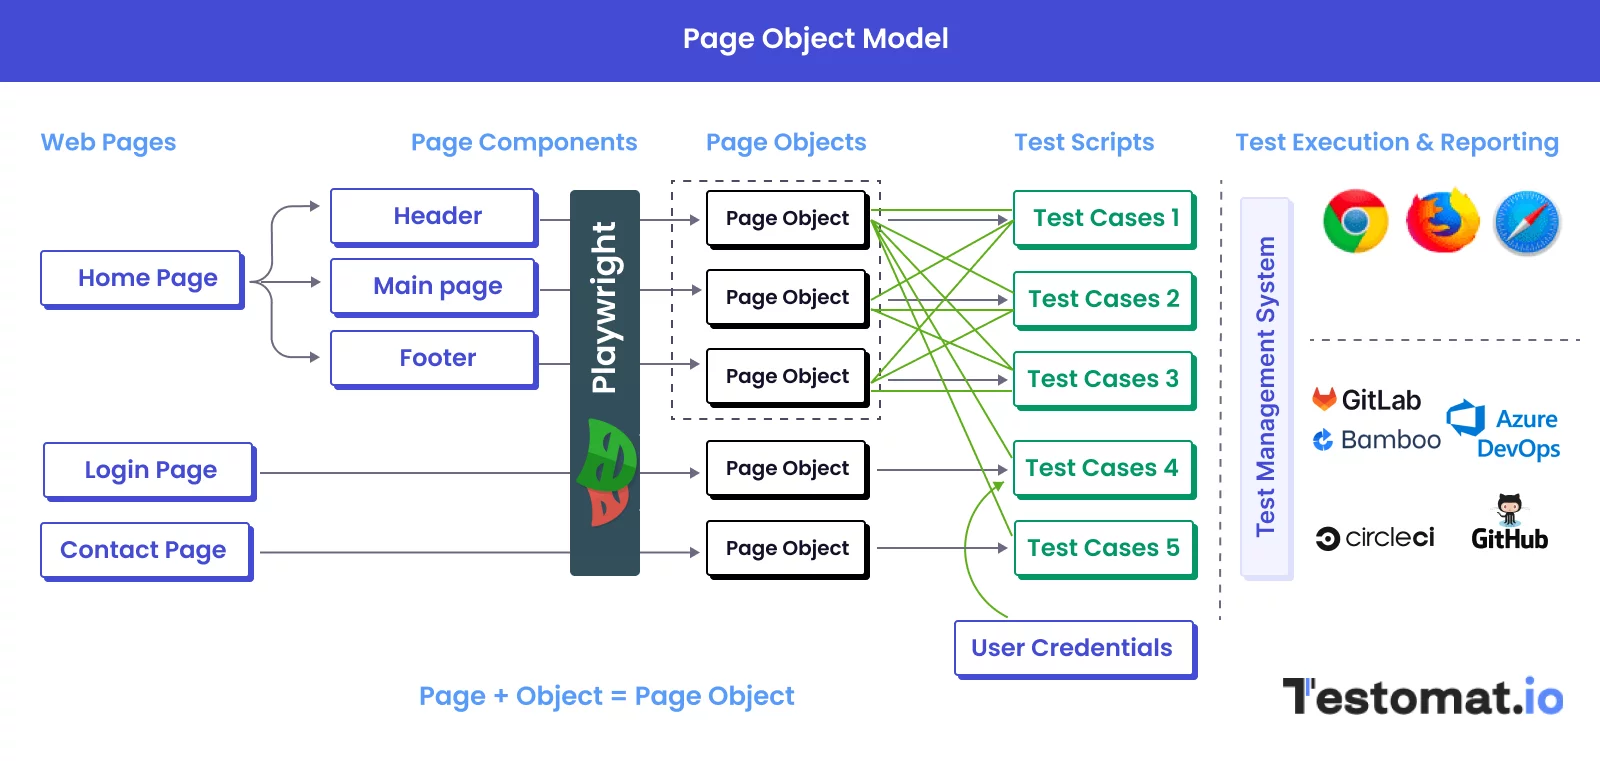 Page Object Model
Web Pages
Page Components
Page Objects
Test Scripts
Test Execution & Reporting
Home Page
Login Page
Contact Page
Header
Main page
Footer
Playwright
Page Object
Page Object
Page Object
Page Object
Page Object
Test Cases 1
Test Cases 2
Test Cases 3
Test Cases 4
Test Cases 5
User Credentials
Test Management System
GitLab
Bamboo
Azure
DevOps
circleci
GitHub
Page + Object = Page Object
Testomat.io